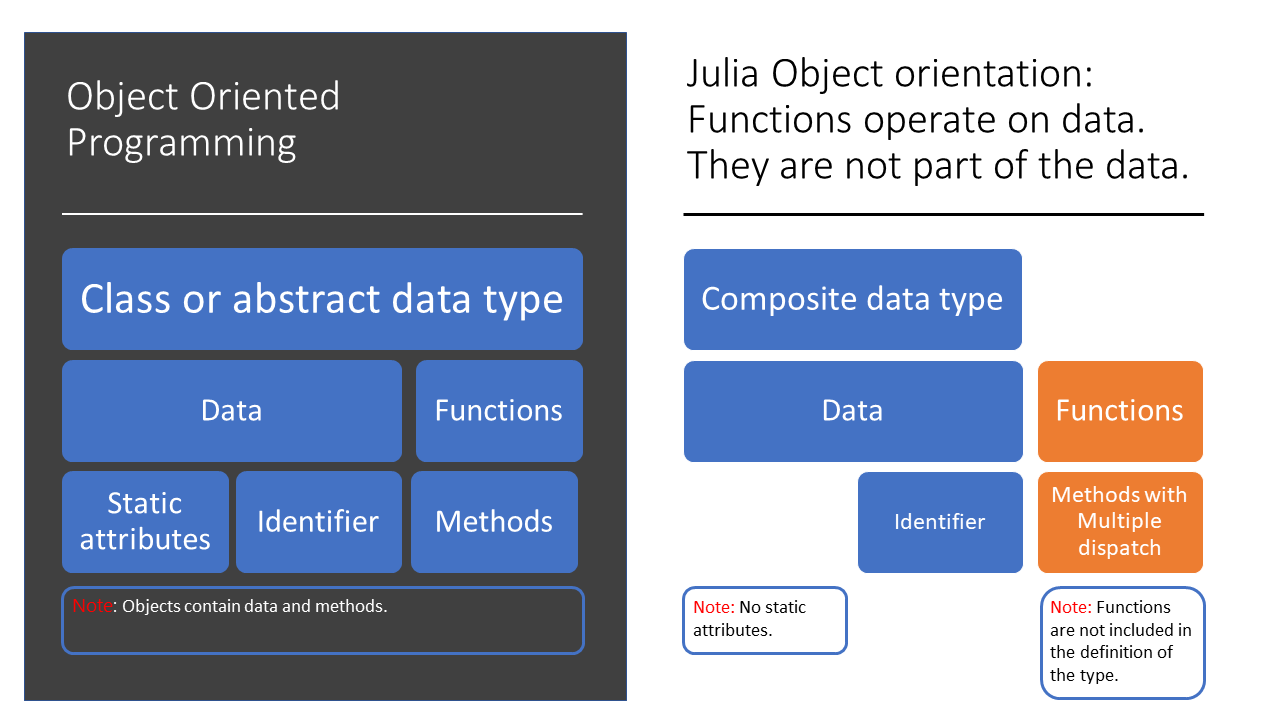 Object Oriented
Programming
Class or abstract data type
Data
Functions
Static
attributes
Identifier
Methods
Note: Objects contain data and methods.
Julia Object orientation:
Functions operate on data.
They are not part of the data.
Composite data type
Data
Functions
Identifier
Methods with
Multiple
dispatch
Note: No static
attributes.
Note: Functions
are not included in
the definition of
the type.